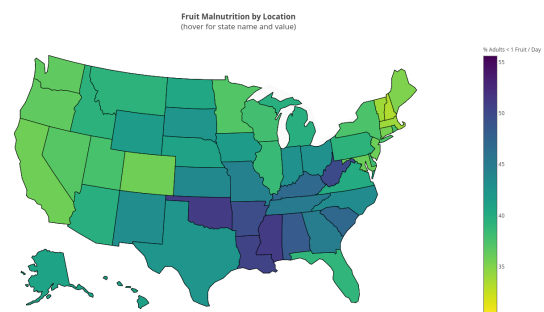 Fruit Malnutrition by Location
(hover for state name and value)
% Adults < 1 Fruit / Day
55
50
45
40
35